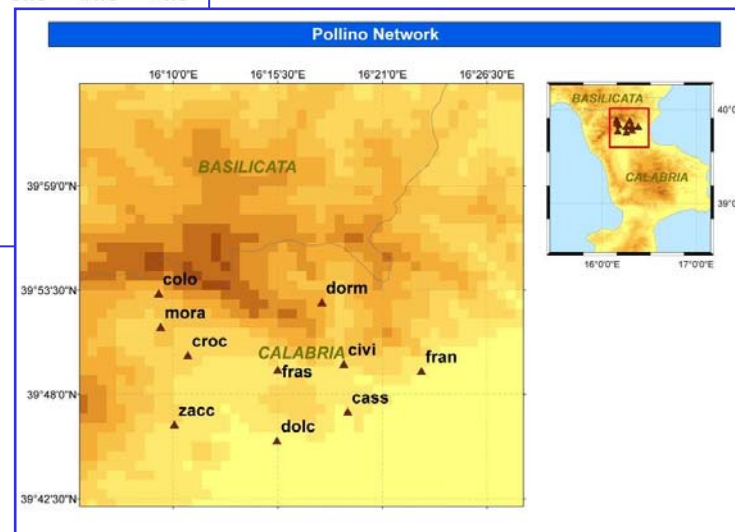 Pollino Network
16°10'0"E 16°15'30"E 16°21'0"E 16°26'30"E
BASILICATA
39°59'0"N
colo
dorm
39°53'30"N
mora
croc
CALABRIA
civi
fran
fras
39°48'0"N
cass
zacc
dolc
39°42'30"N
BASILICATA
40°0
CALABRIA
39°0
16°0'0"E 17°0'0"E